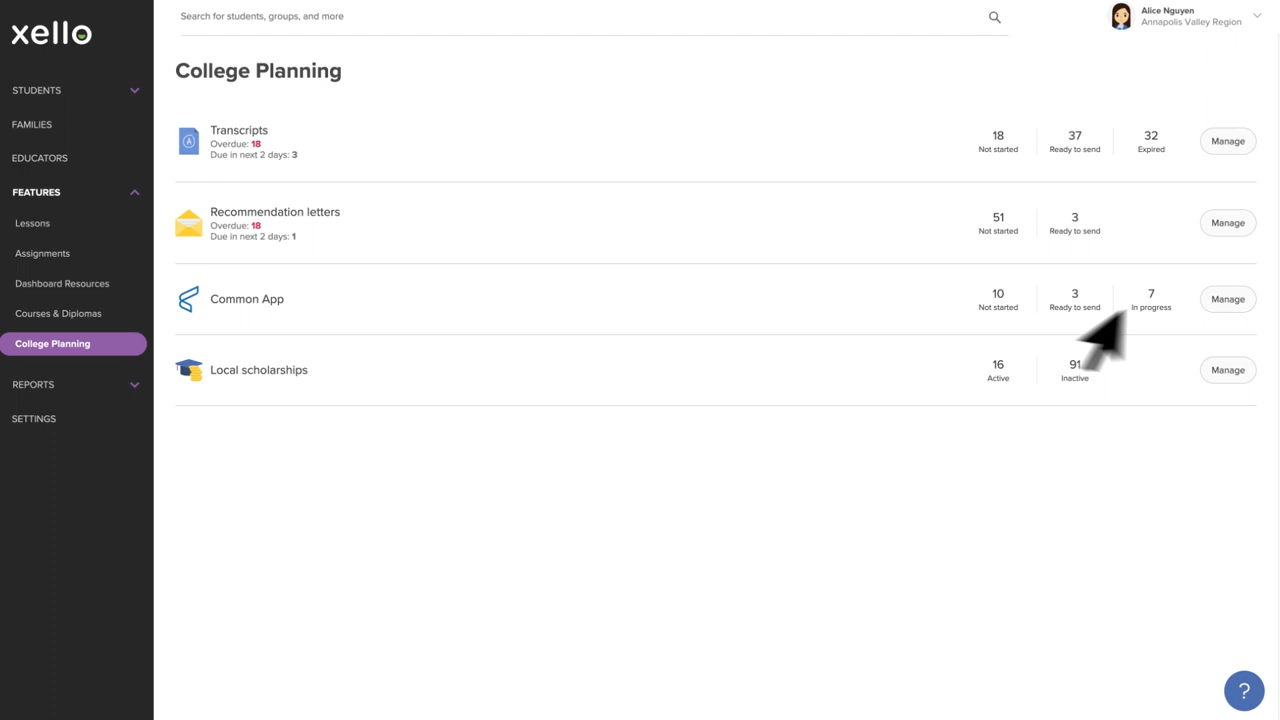 xello
Search for students, groups, and more
Alice Nguyen
Annapolis Valley Region
STUDENTS
FAMILIES
EDUCATORS
FEATURES
Lessons
Assignments
Dashboard Resources
Courses & Diplomas
College Planning
REPORTS
SETTINGS
College Planning
Transcripts
Overdue: 18
Due in next 2 days: 3
18
Not started
37
Ready to send
32
Expired
Manage
Recommendation letters
Overdue: 18
Due in next 2 days: 1
51
Not started
3
Ready to send
Manage
Common App
10
Not started
3
Ready to send
7
In progress
Manage
Local scholarships
16
Active
91
Inactive
Manage
?